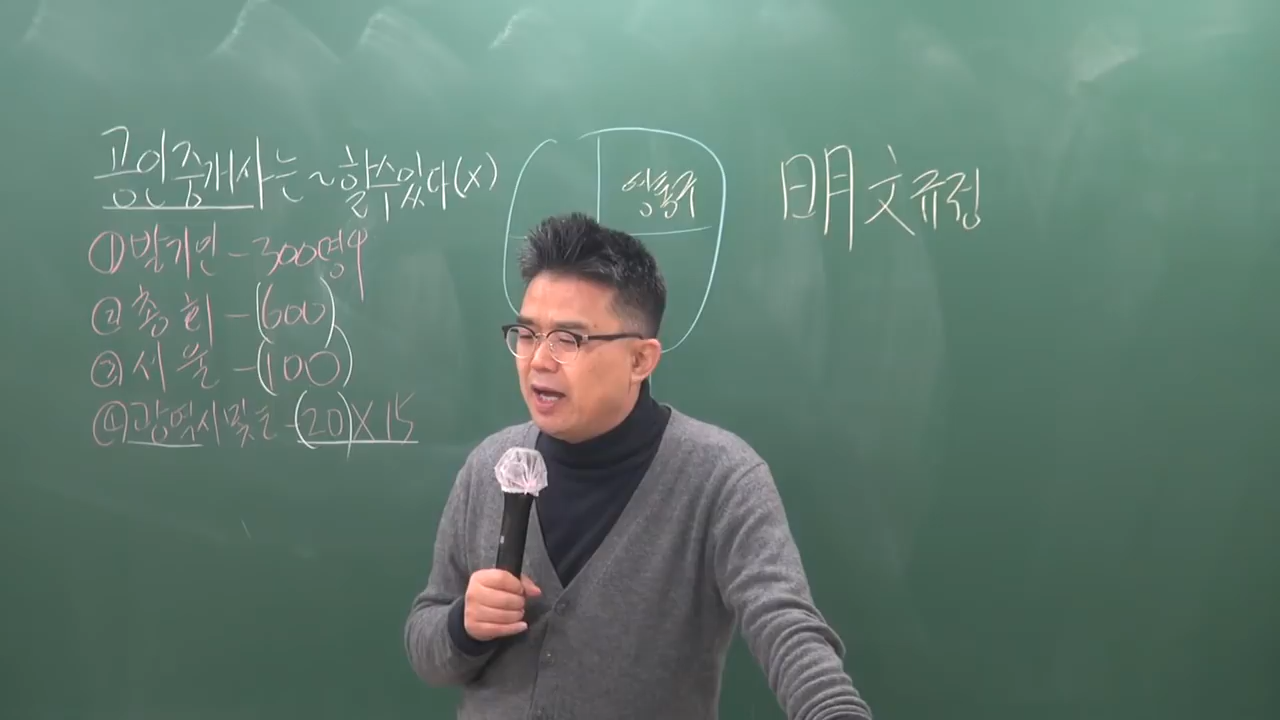 공인중개사는 ~ 할수있다(X)
① 발기인 - 300명↑
② 총회 - (600)
③ 서울 - (100)
④ 광역시및도 - (20) X 15
明文규정